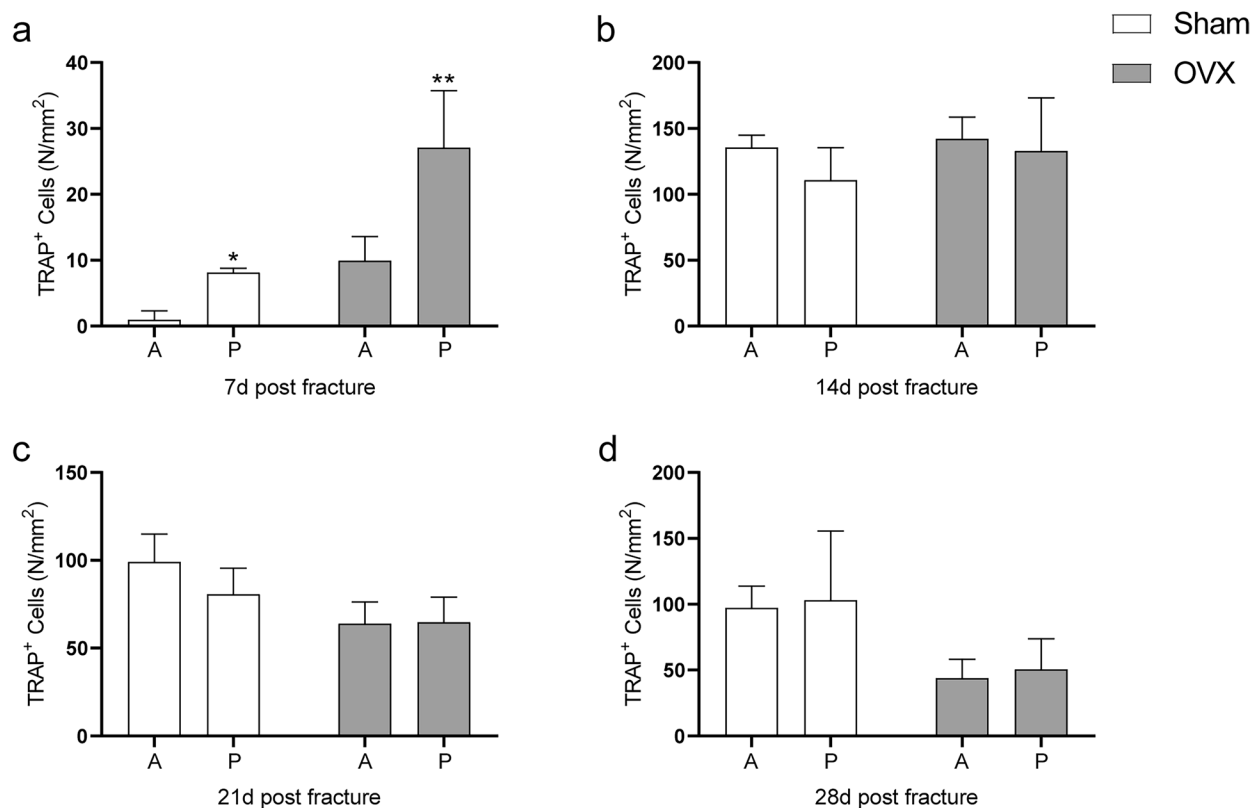 a
TRAP⁺ Cells (N/mm²)
40
30
20
10
0
*
**
A P A P
7d post fracture
b
TRAP⁺ Cells (N/mm²)
200
150
100
50
0
A P A P
14d post fracture
Sham
OVX
c
TRAP⁺ Cells (N/mm²)
150
100
50
0
A P A P
21d post fracture
d
TRAP⁺ Cells (N/mm²)
200
150
100
50
0
A P A P
28d post fracture